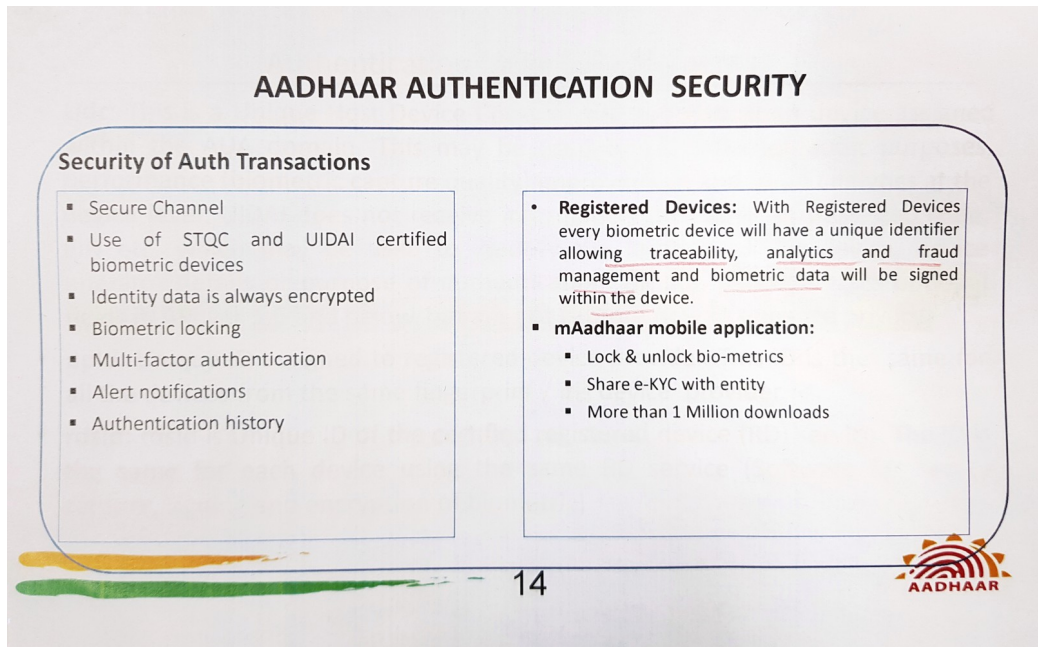 AADHAAR AUTHENTICATION SECURITY
Security of Auth Transactions
▪ Secure Channel
▪ Use of STQC and UIDAI certified
biometric devices
▪ Identity data is always encrypted
▪ Biometric locking
▪ Multi-factor authentication
▪ Alert notifications
▪ Authentication history
• Registered Devices: With Registered Devices
every biometric device will have a unique identifier
allowing traceability, analytics and fraud
management and biometric data will be signed
within the device.
▪ mAadhaar mobile application:
▪ Lock & unlock bio-metrics
▪ Share e-KYC with entity
▪ More than 1 Million downloads
14
AADHAAR